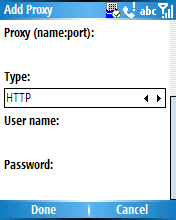 Add Proxy abc
Proxy (name:port):
Type:
HTTP
User name:
Password:
Done Cancel